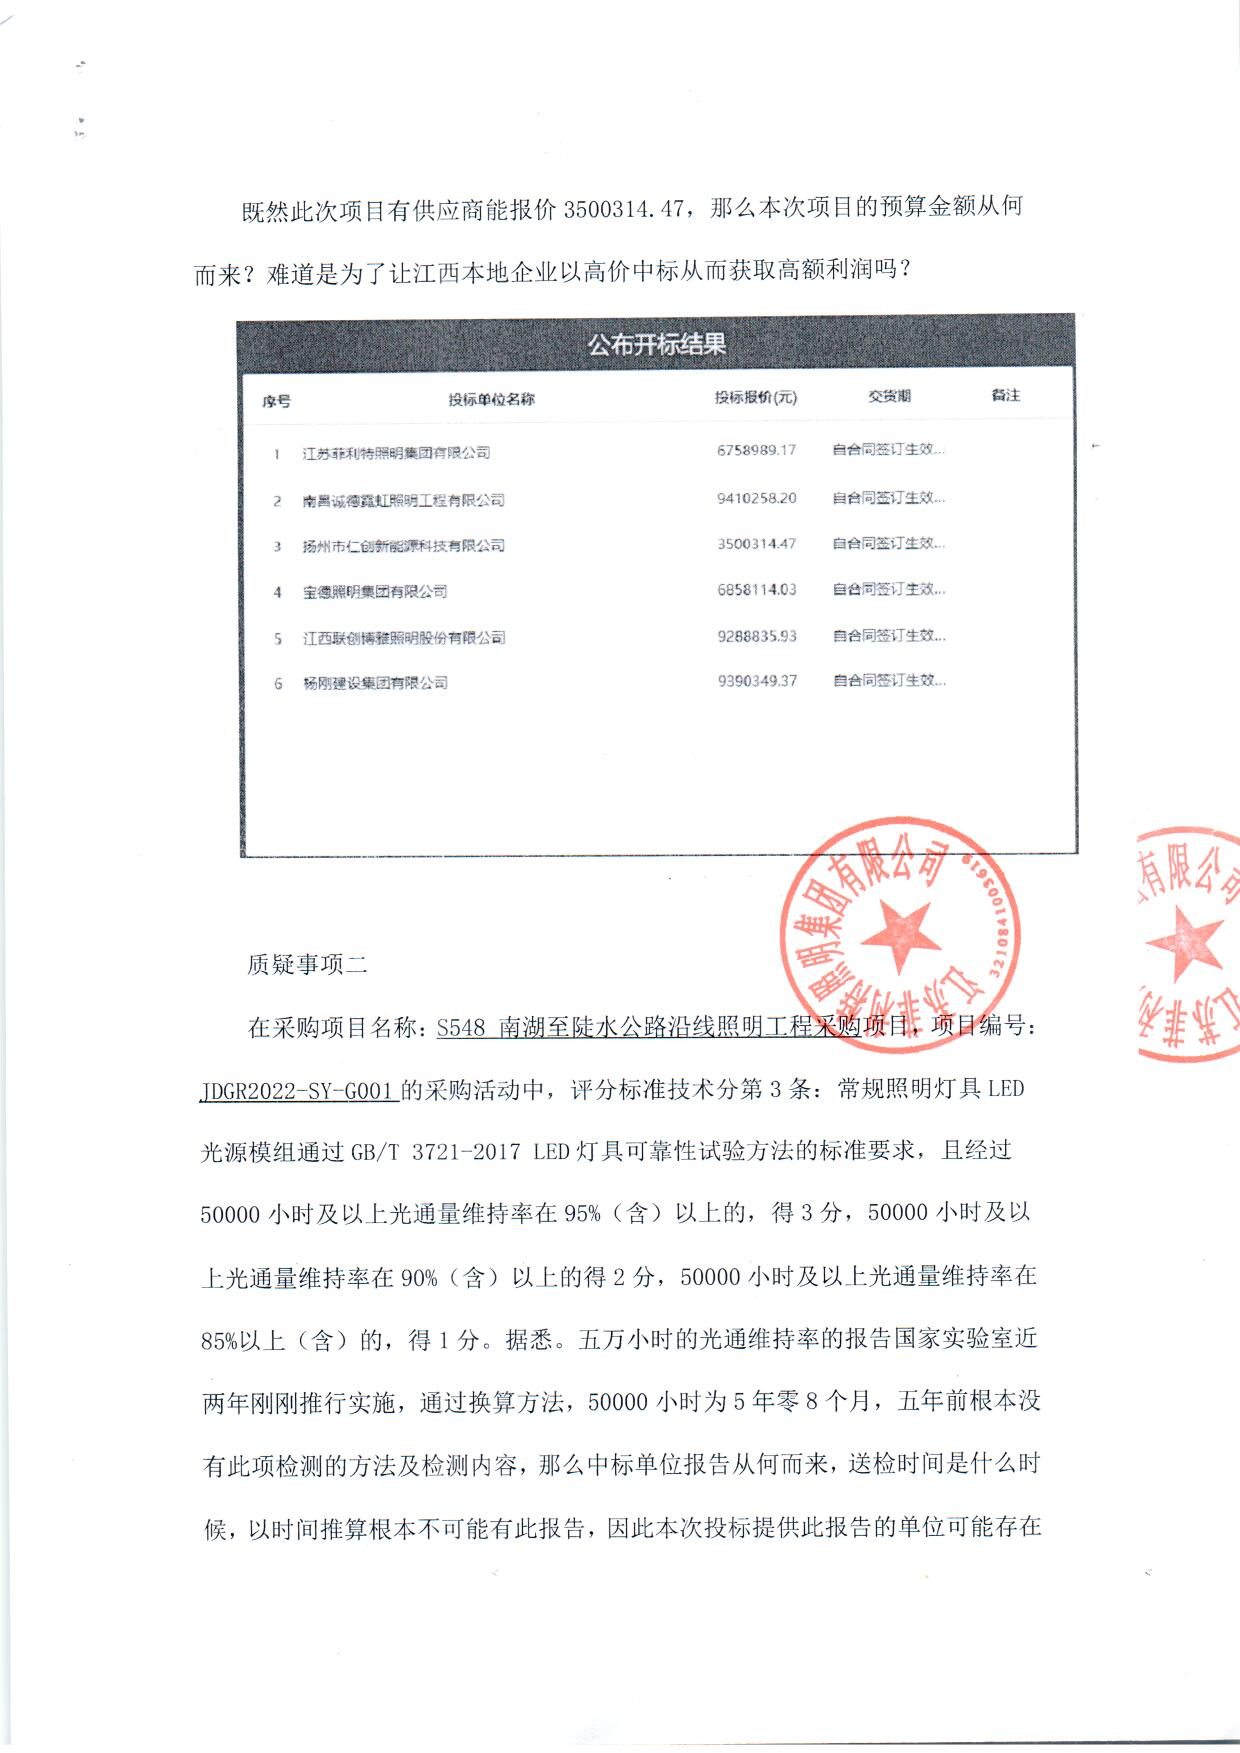 既然此次项目有供应商能报价 3500314.47，那么本次项目的预算金额从何
而来？难道是为了让江西本地企业以高价中标从而获取高额利润吗？
公布开标结果
序号 投标单位名称 投标报价(元) 交货期 备注
1 江苏菲利特照明集团有限公司 6758989.17 自合同签订生效...
2 南昌诚德霓虹照明工程有限公司 9410258.20 自合同签订生效...
3 扬州市仁创新能源科技有限公司 3500314.47 自合同签订生效...
4 宝德照明集团有限公司 6858114.03 自合同签订生效...
5 江西联创博雅照明股份有限公司 9288835.93 自合同签订生效...
6 杨刚建设集团有限公司 9390349.37 自合同签订生效...
江苏菲利特照明集团有限公司
3210841003619
江苏菲利
有限公司
质疑事项二
在采购项目名称：S548 南湖至陡水公路沿线照明工程采购项目，项目编号：
JDGR2022-SY-G001 的采购活动中，评分标准技术分第 3 条：常规照明灯具 LED
光源模组通过 GB/T 3721-2017 LED 灯具可靠性试验方法的标准要求，且经过
50000 小时及以上光通量维持率在 95%（含）以上的，得 3 分，50000 小时及以
上光通量维持率在 90%（含）以上的得 2 分，50000 小时及以上光通量维持率在
85%以上（含）的，得 1 分。据悉。五万小时的光通维持率的报告国家实验室近
两年刚刚推行实施，通过换算方法，50000 小时为 5 年零 8 个月，五年前根本没
有此项检测的方法及检测内容，那么中标单位报告从何而来，送检时间是什么时
候，以时间推算根本不可能有此报告，因此本次投标提供此报告的单位可能存在